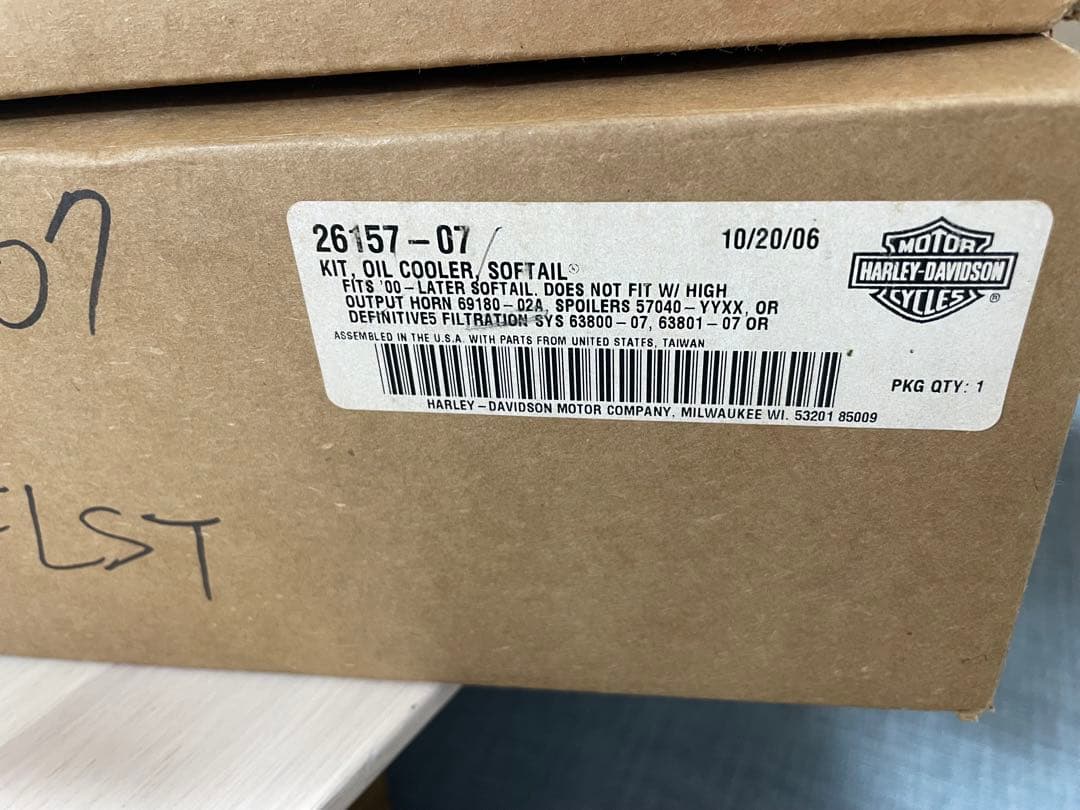 07
26157-07
10/20/06
KIT, OIL COOLER, SOFTAIL®
FITS '00-LATER SOFTAIL. DOES NOT FIT W/ HIGH
OUTPUT HORN 69180-02A, SPOILERS 57040-YYXX, OR
DEFINITIVE5 FILTRATION SYS 63800-07, 63801-07 OR
ASSEMBLED IN THE U.S.A. WITH PARTS FROM UNITED STATES, TAIWAN
MOTOR
HARLEY-DAVIDSON
CYCLES ®
PKG QTY: 1
HARLEY-DAVIDSON MOTOR COMPANY, MILWAUKEE WI. 53201 85009
FLST